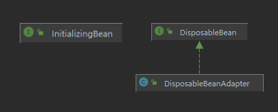 I InitializingBean
I DisposableBean
C DisposableBeanAdapter